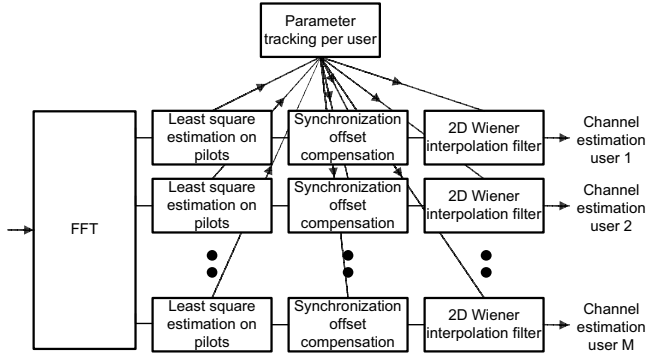 Parameter
tracking per user
Least square
estimation on
pilots
Synchronization
offset
compensation
2D Wiener
interpolation filter
Channel
estimation
user 1
FFT
Least square
estimation on
pilots
Synchronization
offset
compensation
2D Wiener
interpolation filter
Channel
estimation
user 2
Least square
estimation on
pilots
Synchronization
offset
compensation
2D Wiener
interpolation filter
Channel
estimation
user M